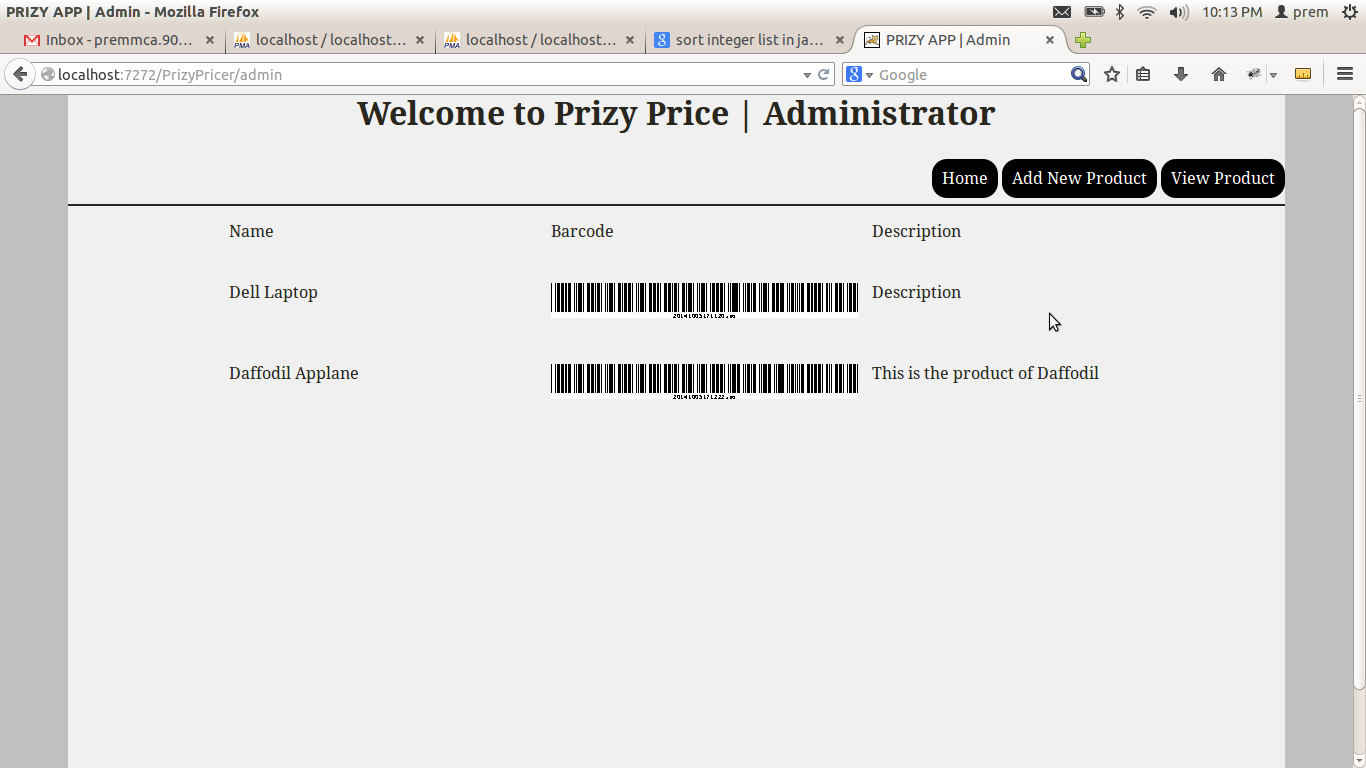 PRIZY APP | Admin - Mozilla Firefox
10:13 PM prem
Inbox - premmca.90...
localhost / localhost...
localhost / localhost...
sort integer list in ja...
PRIZY APP | Admin
localhost:7272/PrizyPricer/admin
Google
Welcome to Prizy Price | Administrator
Home Add New Product View Product
Name Barcode Description
Dell Laptop Description
Daffodil Applane This is the product of Daffodil